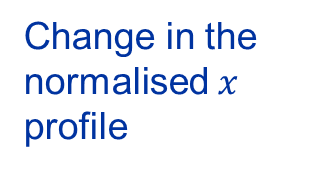 Change in the
normalised x
profile